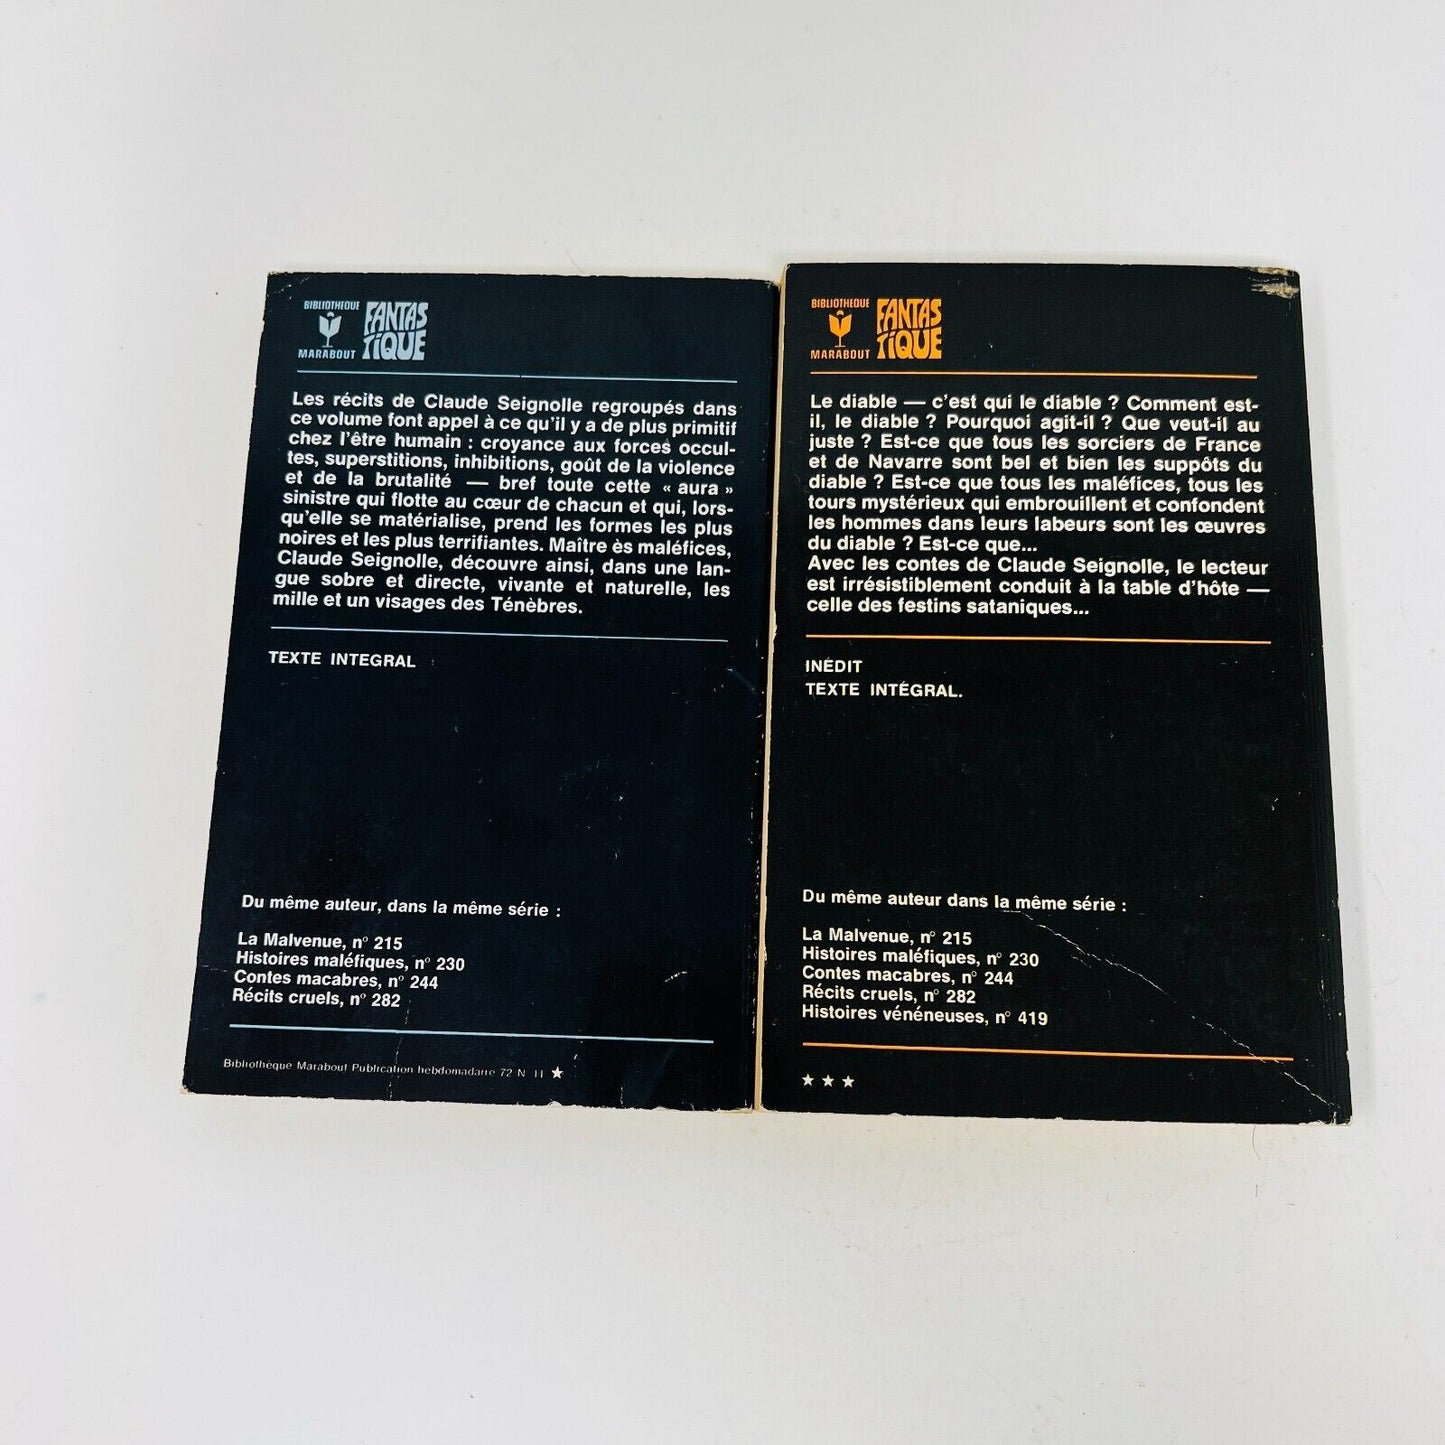 BIBLIOTHEQUE
MARABOUT
FANTAS
TIQUE
Les récits de Claude Seignolle regroupés dans
ce volume font appel à ce qu'il y a de plus primitif
chez l'être humain : croyance aux forces occul-
tes, superstitions, inhibitions, goût de la violence
et de la brutalité — bref toute cette « aura »
sinistre qui flotte au cœur de chacun et qui, lors-
qu'elle se matérialise, prend les formes les plus
noires et les plus terrifiantes. Maître ès maléfices,
Claude Seignolle, découvre ainsi, dans une lan-
gue sobre et directe, vivante et naturelle, les
mille et un visages des Ténèbres.
TEXTE INTEGRAL
Du même auteur, dans la même série :
La Malvenue, n° 215
Histoires maléfiques, n° 230
Contes macabres, n° 244
Récits cruels, n° 282
Bibliothèque Marabout Publication hebdomadaire 72 N 11 ★
BIBLIOTHEQUE
MARABOUT
FANTAS
TIQUE
Le diable — c'est qui le diable ? Comment est-
il, le diable ? Pourquoi agit-il ? Que veut-il au
juste ? Est-ce que tous les sorciers de France
et de Navarre sont bel et bien les suppôts du
diable ? Est-ce que tous les maléfices, tous les
tours mystérieux qui embrouillent et confondent
les hommes dans leurs labeurs sont les œuvres
du diable ? Est-ce que...
Avec les contes de Claude Seignolle, le lecteur
est irrésistiblement conduit à la table d'hôte —
celle des festins sataniques...
INÉDIT
TEXTE INTÉGRAL.
Du même auteur dans la même série :
La Malvenue, n° 215
Histoires maléfiques, n° 230
Contes macabres, n° 244
Récits cruels, n° 282
Histoires vénéneuses, n° 419
★ ★ ★